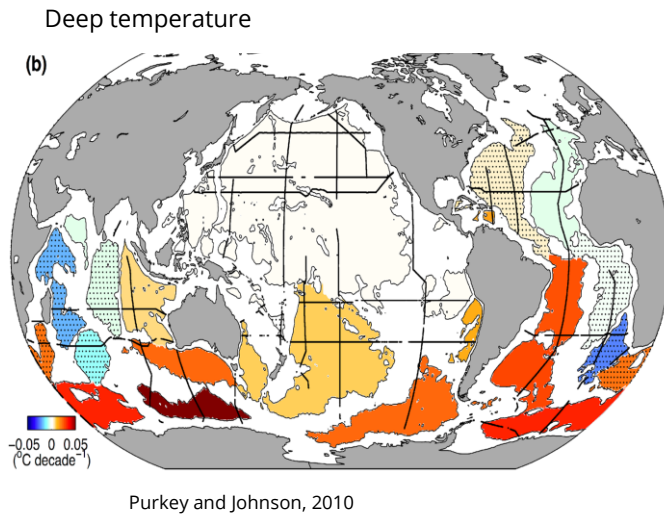 Deep temperature
(b)
−0.05 0 0.05
(°C decade⁻¹)
Purkey and Johnson, 2010